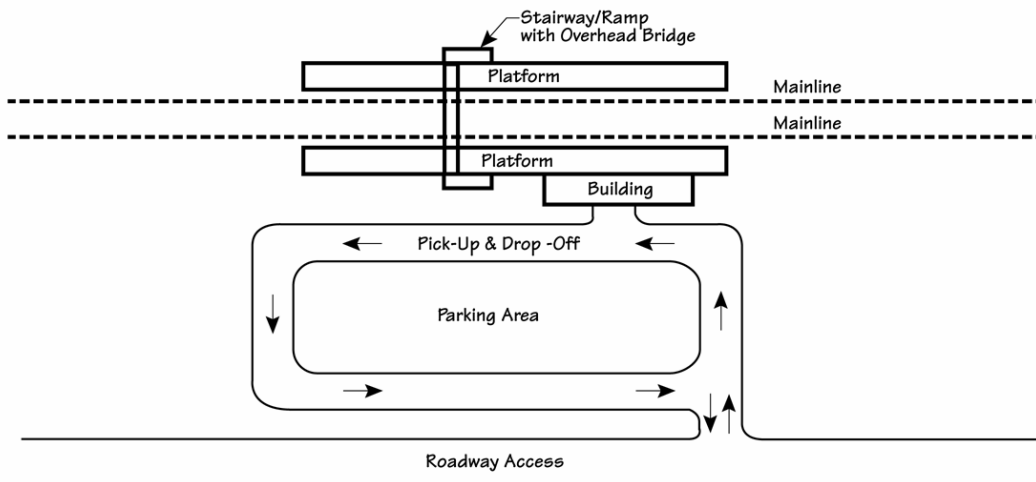 Stairway/Ramp
with Overhead Bridge
Platform
Mainline
Mainline
Platform
Building
Pick-Up & Drop -Off
Parking Area
Roadway Access